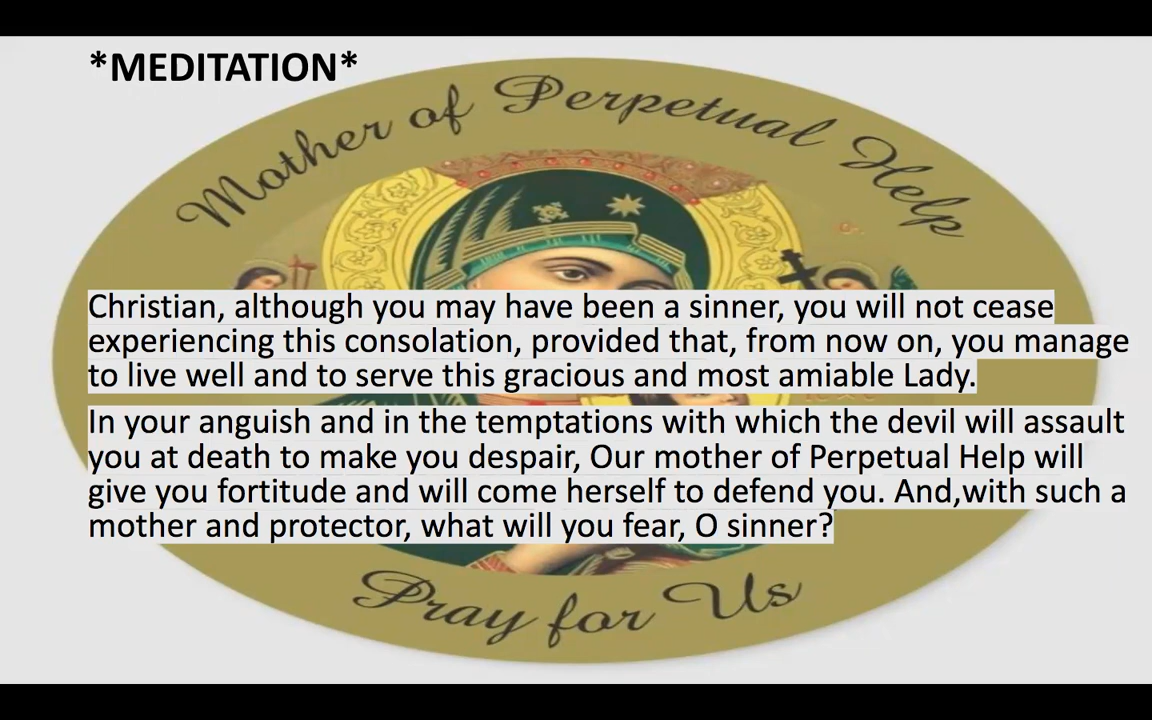 *MEDITATION*
Mother of Perpetual Help
Christian, although you may have been a sinner, you will not cease
experiencing this consolation, provided that, from now on, you manage
to live well and to serve this gracious and most amiable Lady.
In your anguish and in the temptations with which the devil will assault
you at death to make you despair, Our mother of Perpetual Help will
give you fortitude and will come herself to defend you. And,with such a
mother and protector, what will you fear, O sinner?
Pray for Us